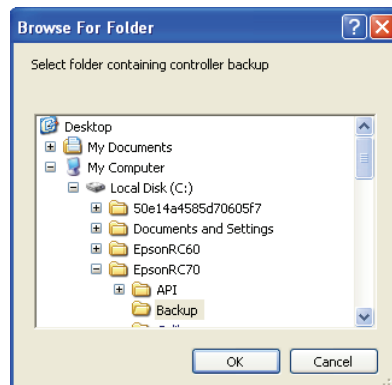 Browse For Folder
Select folder containing controller backup
Desktop
My Documents
My Computer
Local Disk (C:)
50e14a4585d70605f7
Documents and Settings
EpsonRC60
EpsonRC70
API
Backup
OK Cancel